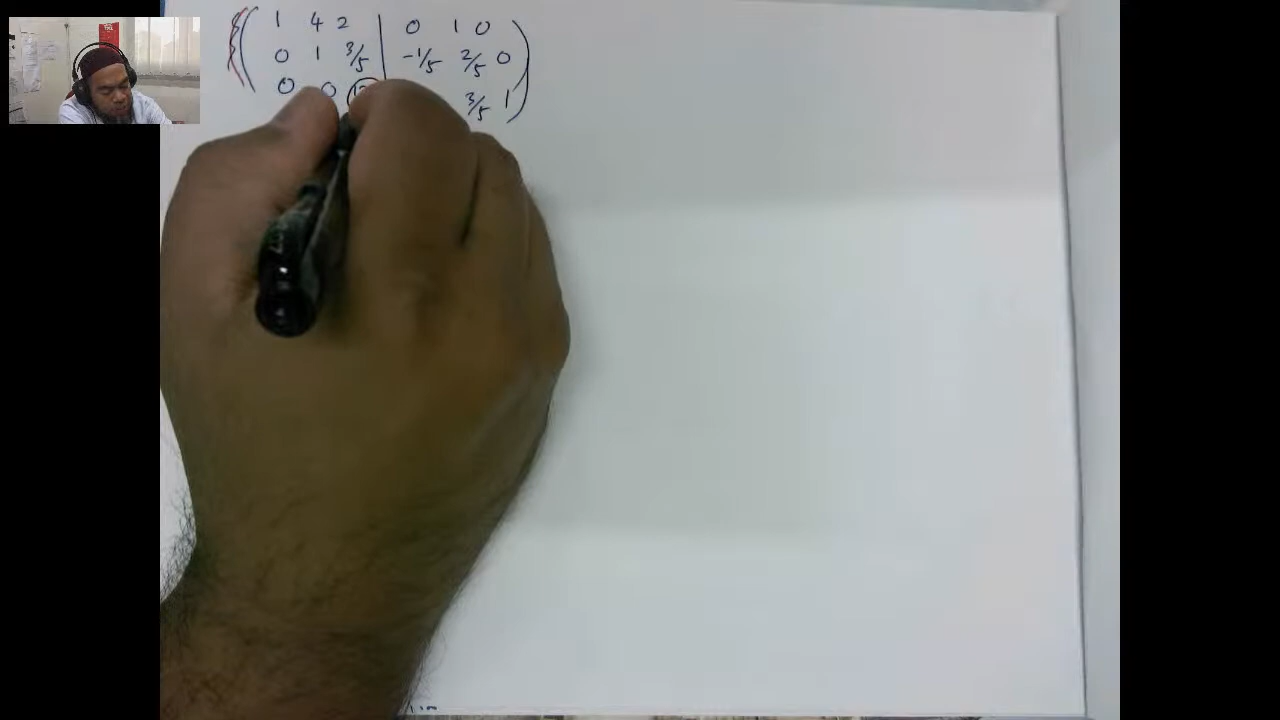 ( 1 4 2 | 0 1 0 )
( 0 1 3/5 | -1/5 2/5 0 )
( 0 0 | 3/5 1 )